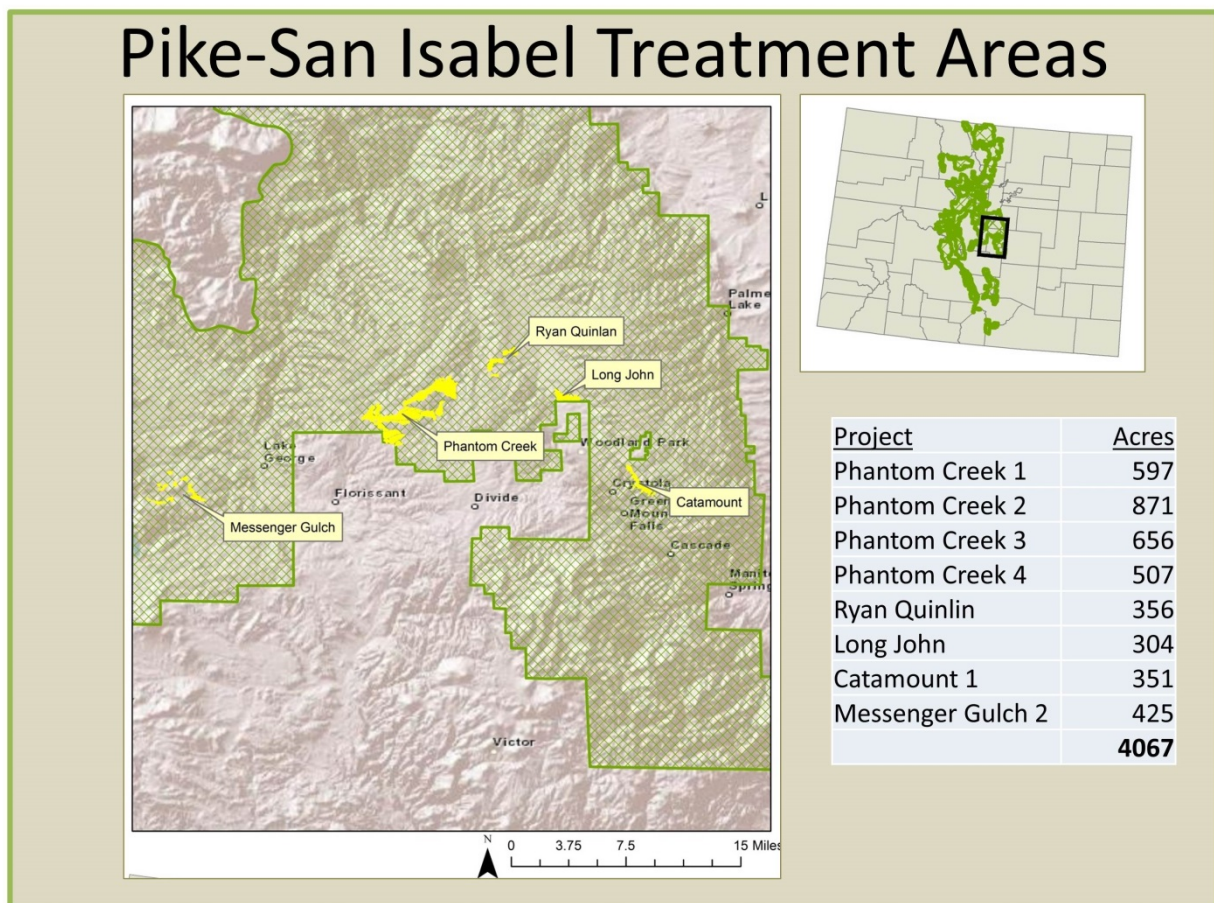 Pike-San Isabel Treatment Areas
L
Palme
Lake
Ryan Quinlan
Long John
Phantom Creek
Woodland Park
Lake
George
Florissant
Divide
Crystola
Green
Mountain
Falls
Catamount
Messenger Gulch
Cascade
Manito
Spring
Victor
N
0 3.75 7.5 15 Miles
Project Acres
Phantom Creek 1 597
Phantom Creek 2 871
Phantom Creek 3 656
Phantom Creek 4 507
Ryan Quinlin 356
Long John 304
Catamount 1 351
Messenger Gulch 2 425
4067